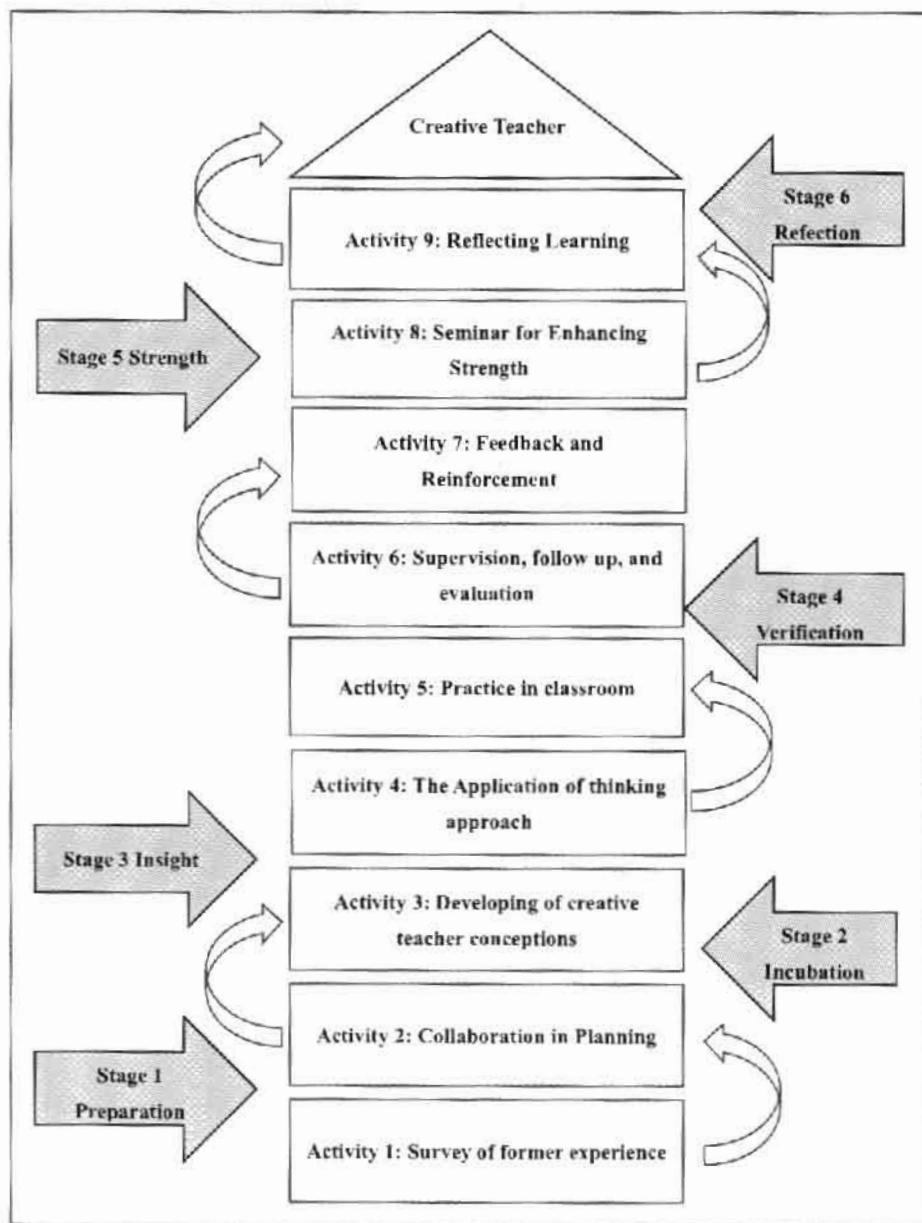 Creative Teacher
Stage 6
Refection
Activity 9: Reflecting Learning
Stage 5 Strength
Activity 8: Seminar for Enhancing
Strength
Activity 7: Feedback and
Reinforcement
Activity 6: Supervision, follow up, and
evaluation
Stage 4
Verification
Activity 5: Practice in classroom
Activity 4: The Application of thinking
approach
Stage 3 Insight
Activity 3: Developing of creative
teacher conceptions
Stage 2
Incubation
Activity 2: Collaboration in Planning
Stage 1
Preparation
Activity 1: Survey of former experience